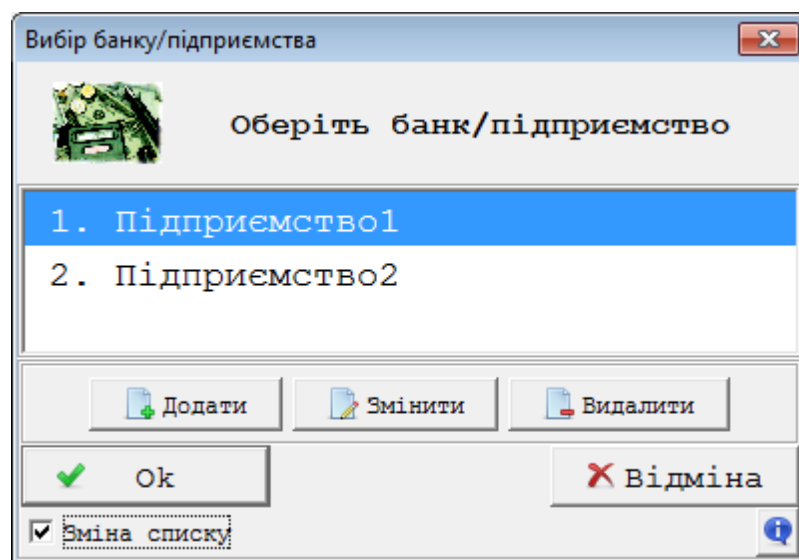 Вибір банку/підприємства
Оберіть банк/підприємство
1. Підприємство1
2. Підприємство2
Додати
Змінити
Видалити
Ok
Відміна
Зміна списку